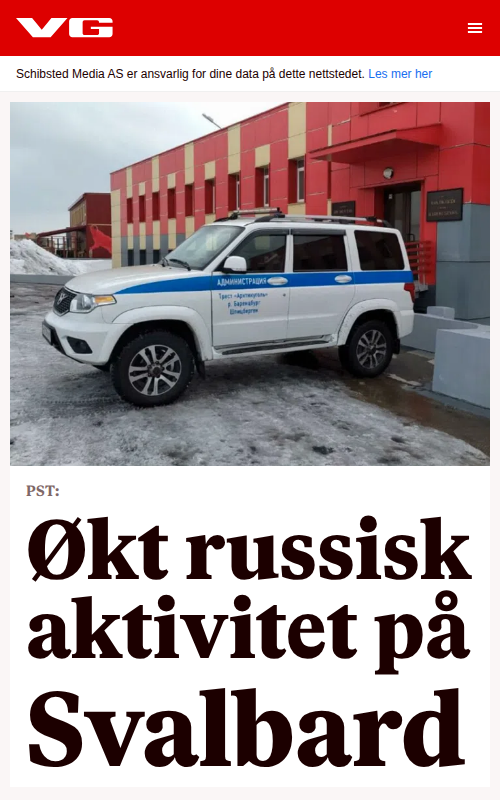 VG
Schibsted Media AS er ansvarlig for dine data på dette nettstedet. Les mer her
АДМИНИСТРАЦИЯ
Трест «Арктикуголь»
р. Баренцбург
Шпицберген
PST:
Økt russisk
aktivitet på
Svalbard